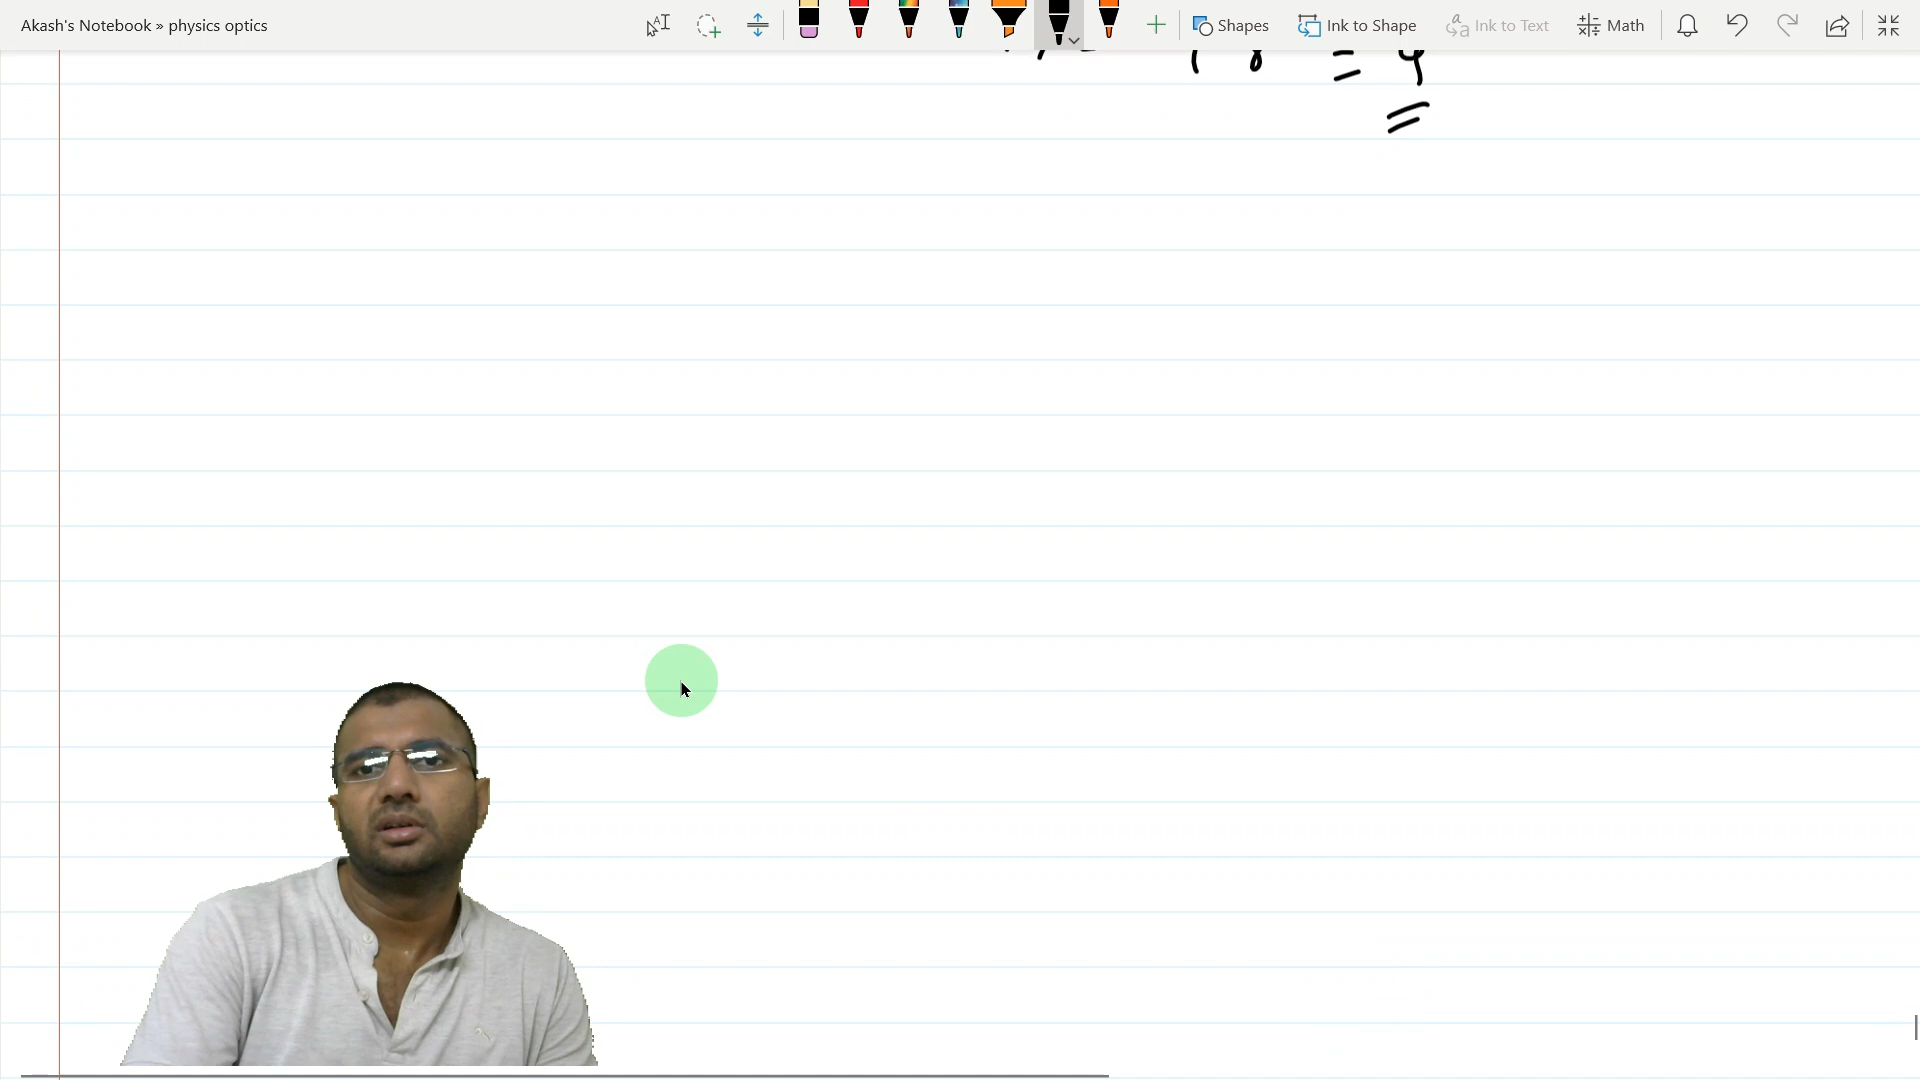 Akash's Notebook » physics optics
Shapes
Ink to Shape
Ink to Text
Math